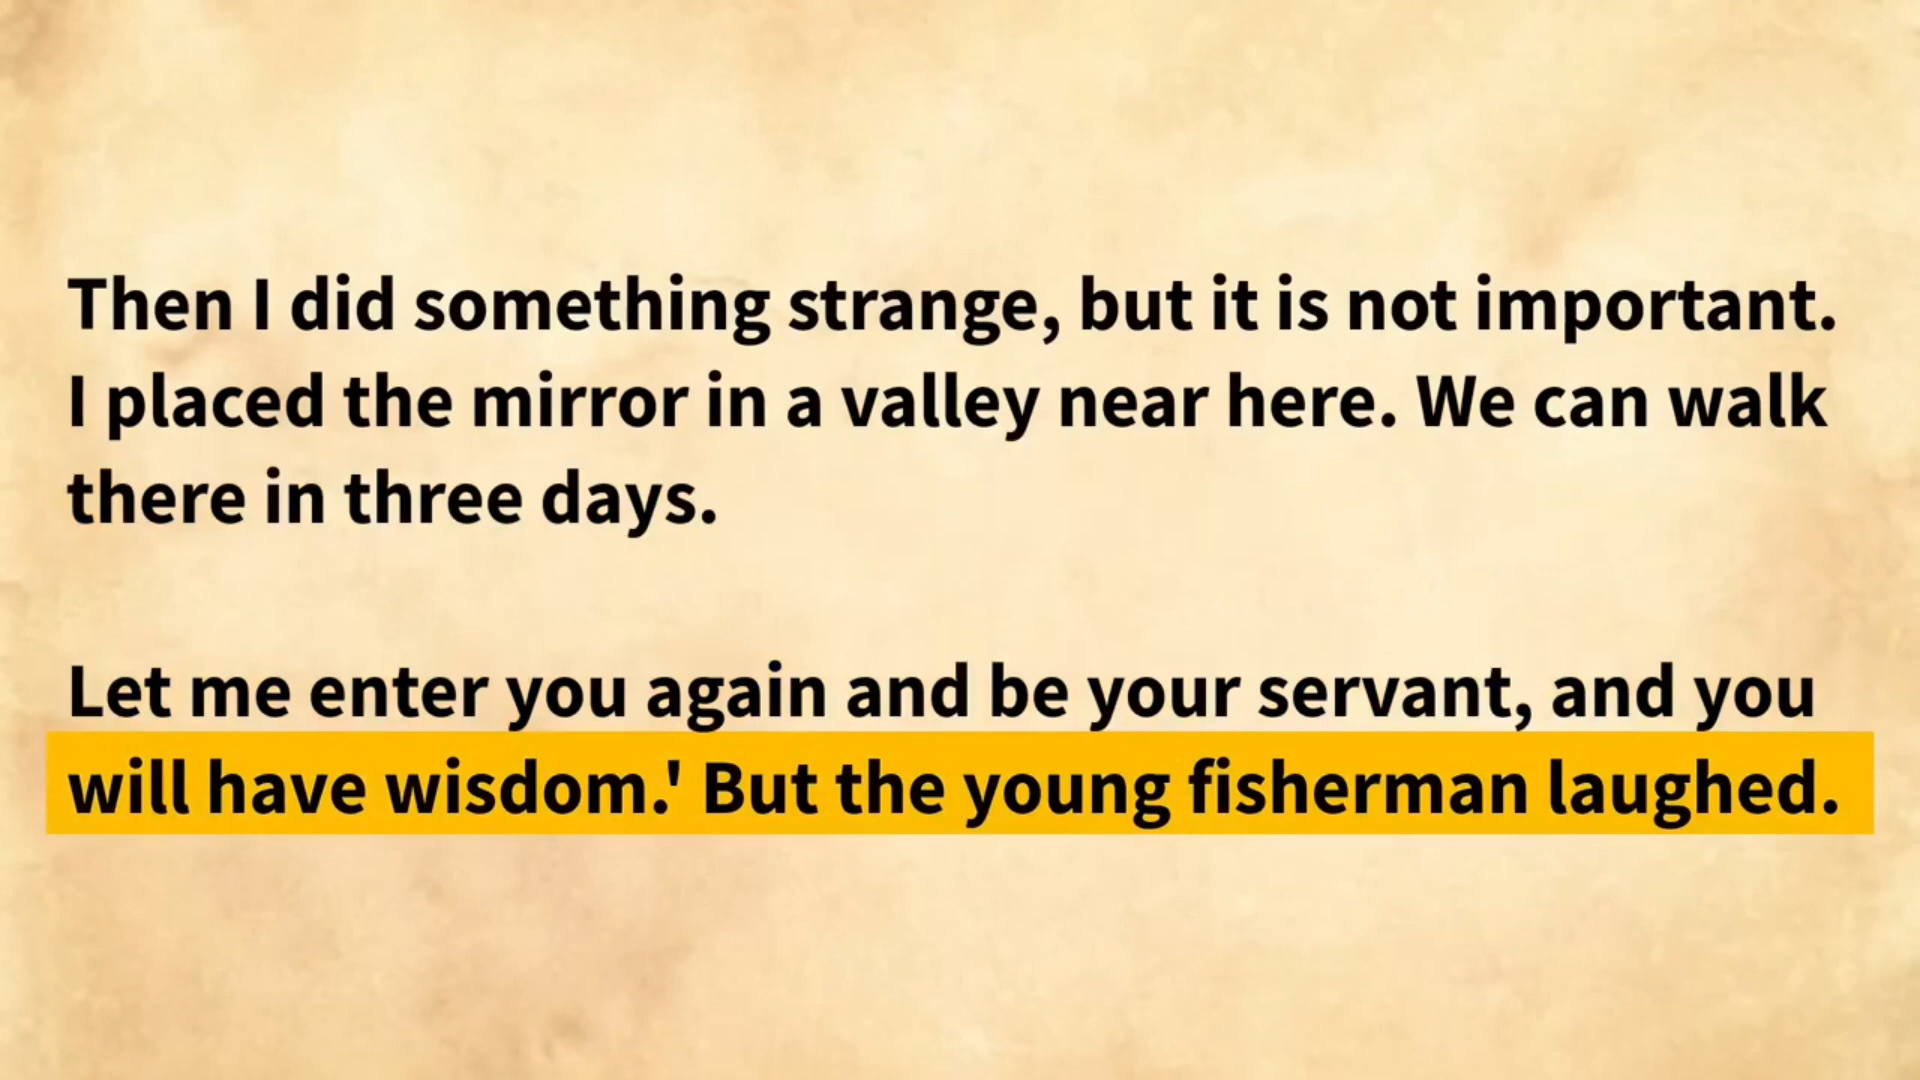 Then I did something strange, but it is not important.
I placed the mirror in a valley near here. We can walk
there in three days.
Let me enter you again and be your servant, and you
will have wisdom.' But the young fisherman laughed.